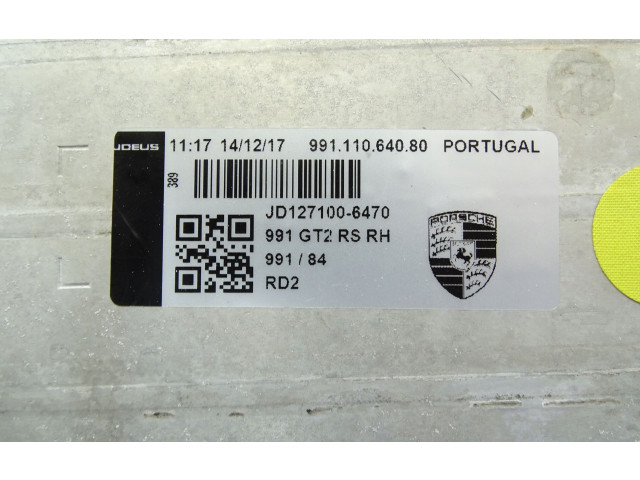 JDEUS 11:17 14/12/17 991.110.640.80 PORTUGAL
389
JD127100-6470
991 GT2 RS RH
991 / 84
RD2
PORSCHE